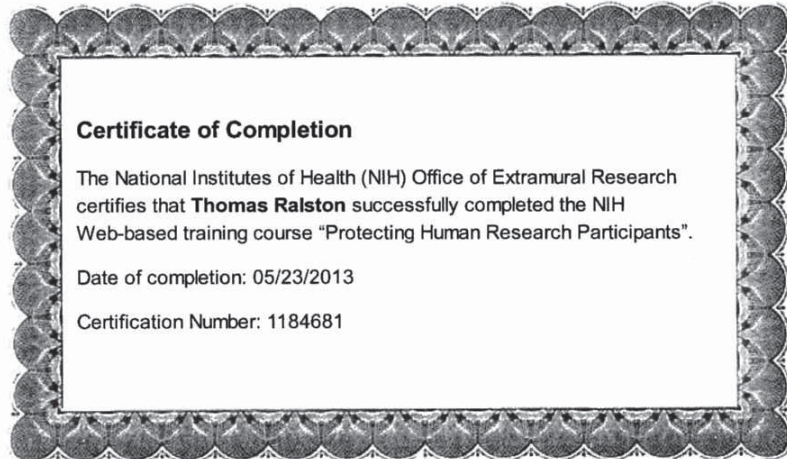 Certificate of Completion
The National Institutes of Health (NIH) Office of Extramural Research
certifies that Thomas Ralston successfully completed the NIH
Web-based training course “Protecting Human Research Participants”.
Date of completion: 05/23/2013
Certification Number: 1184681